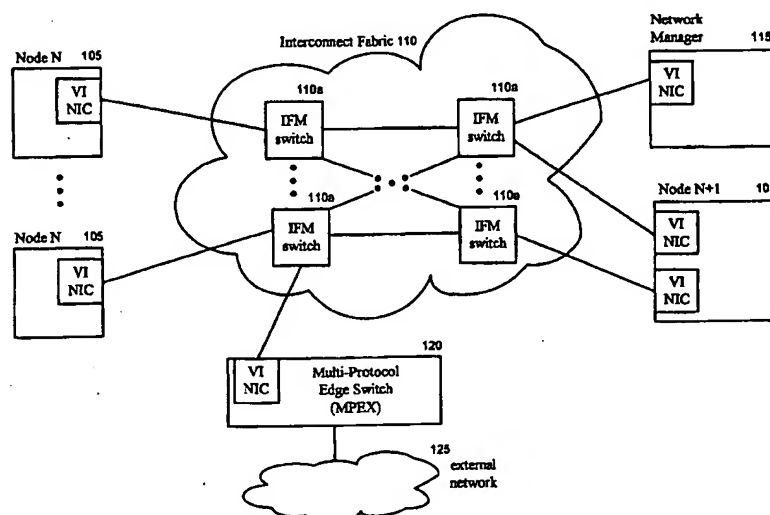 Node N 105
VI
NIC
Node N 105
VI
NIC
Interconnect Fabric 110
110a
IFM
switch
110a
IFM
switch
110a
IFM
switch
110a
IFM
switch
Network
Manager 115
VI
NIC
Node N+1 10
VI
NIC
VI
NIC
120
VI
NIC
Multi-Protocol
Edge Switch
(MPEX)
125
external
network